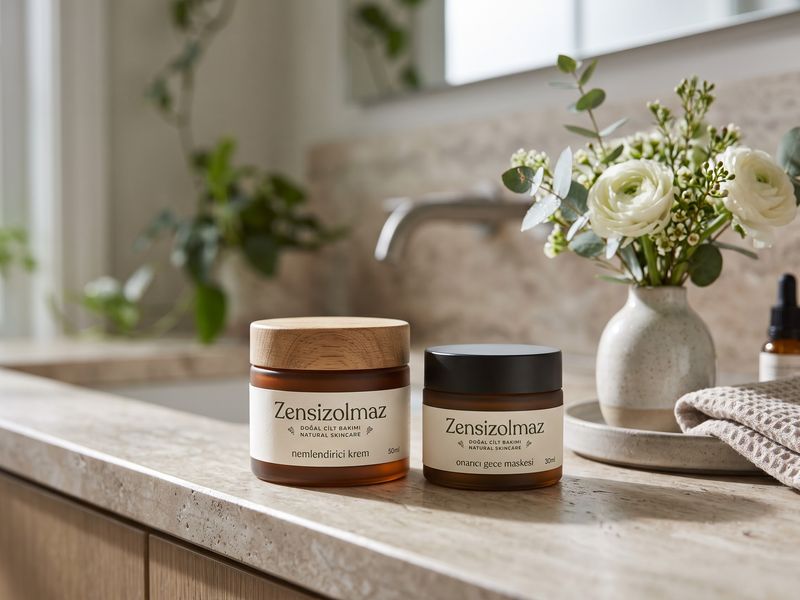 Zensizolmaz
DOĞAL CİLT BAKIMI
NATURAL SKINCARE
nemlendirici krem
50ml
Zensizolmaz
DOĞAL CİLT BAKIMI
NATURAL SKINCARE
onarıcı gece maskesi
30ml